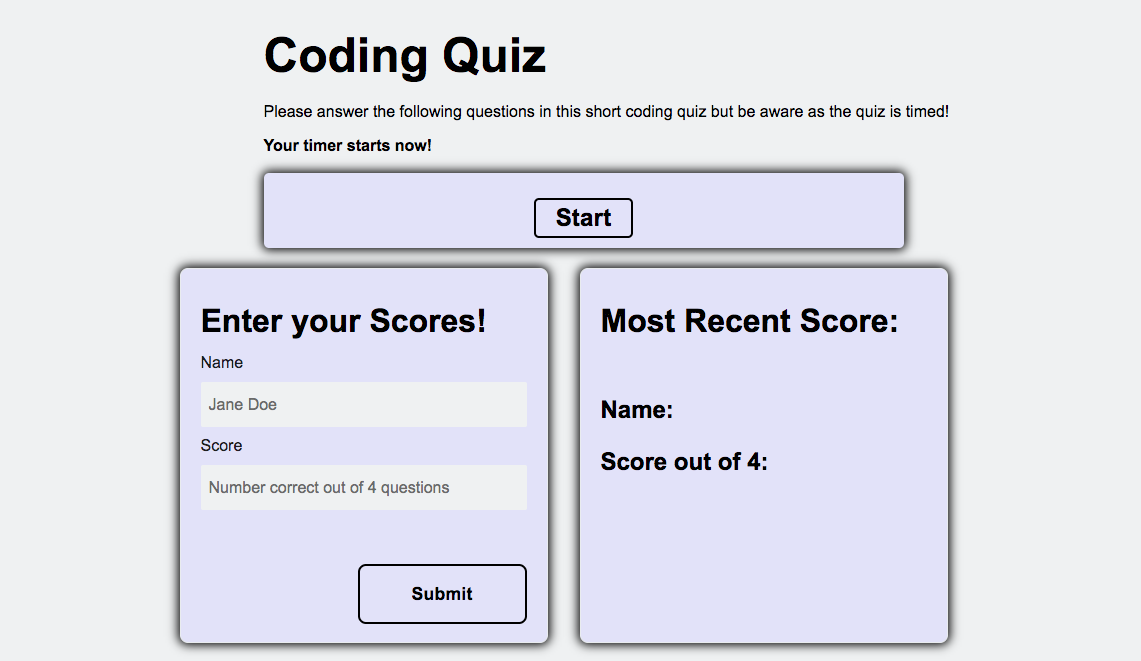 Coding Quiz
Please answer the following questions in this short coding quiz but be aware as the quiz is timed!
Your timer starts now!
Start
Enter your Scores!
Name
Jane Doe
Score
Number correct out of 4 questions
Submit
Most Recent Score:
Name:
Score out of 4: